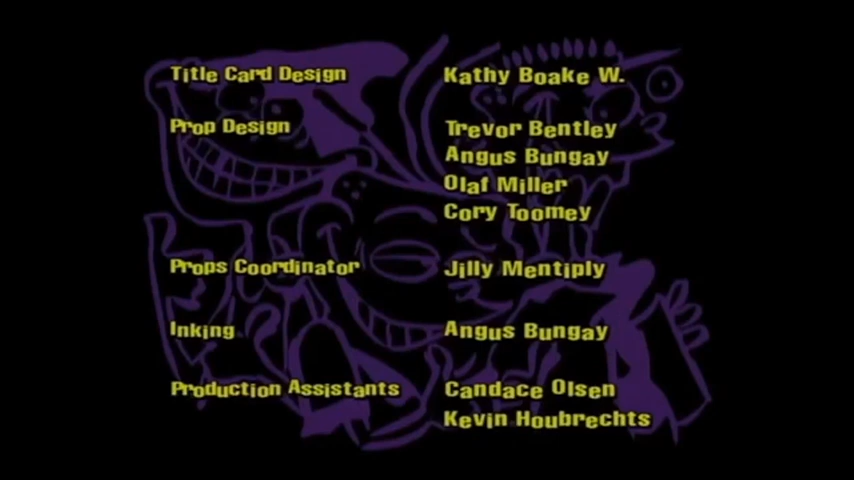 Title Card Design Kathy Boake W.
Prop Design Trevor Bentley
Angus Bungay
Olaf Miller
Cory Toomey
Props Coordinator Jilly Mentiply
Inking Angus Bungay
Production Assistants Candace Olsen
Kevin Houbrechts